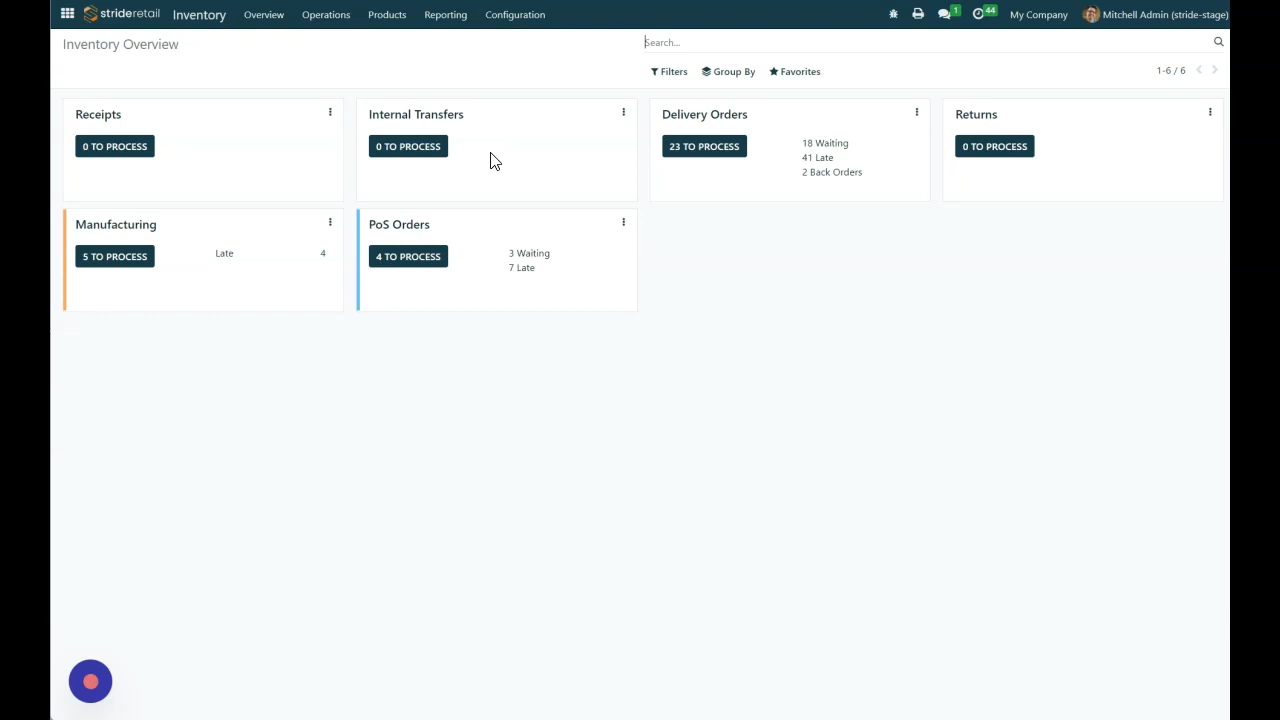 strideretail Inventory Overview Operations Products Reporting Configuration 1 44 My Company Mitchell Admin (stride-stage)
Inventory Overview
Search...
Filters Group By Favorites 1-6 / 6
Receipts
0 TO PROCESS
Internal Transfers
0 TO PROCESS
Delivery Orders
23 TO PROCESS
18 Waiting
41 Late
2 Back Orders
Returns
0 TO PROCESS
Manufacturing
5 TO PROCESS
Late 4
PoS Orders
4 TO PROCESS
3 Waiting
7 Late